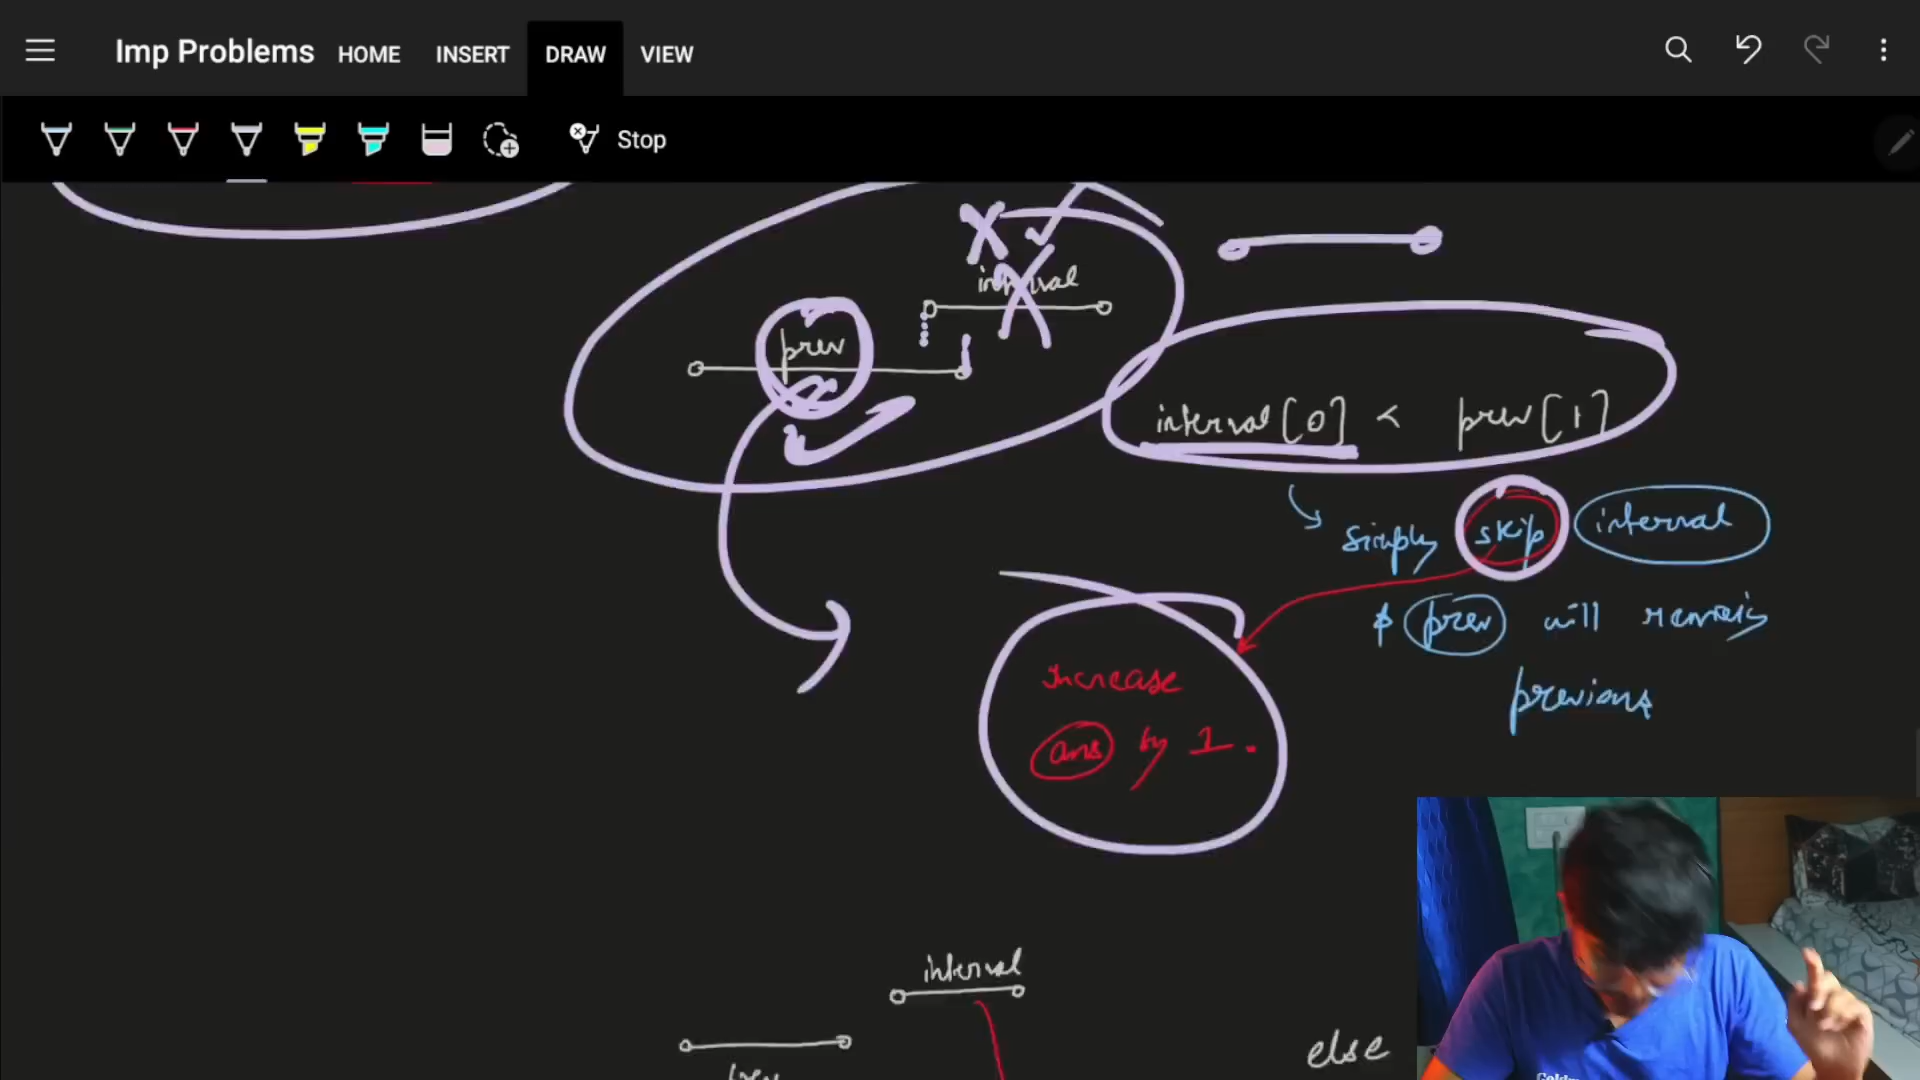 Imp Problems HOME INSERT DRAW VIEW
Stop
interval
prev
interval[0] < prev[1]
simply skip interval
& prev will remain
previous
Increase
ans by 1.
interval
else